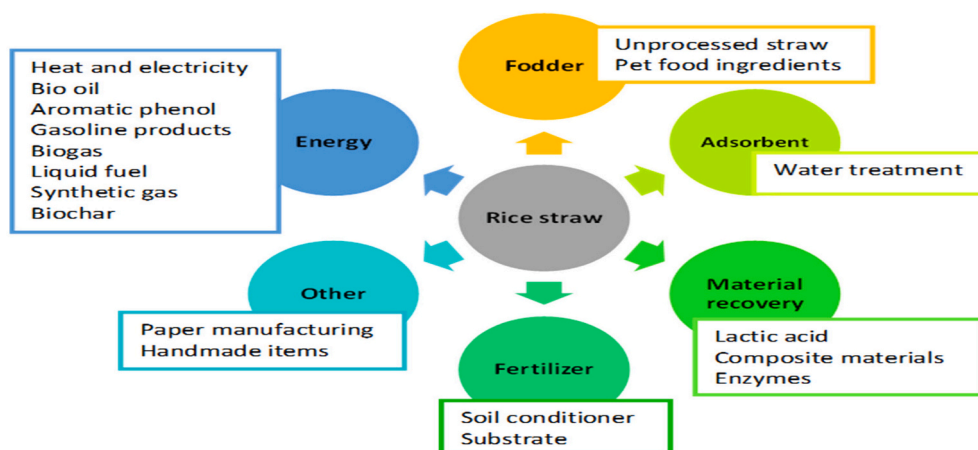 Fodder
Unprocessed straw
Pet food ingredients
Heat and electricity
Bio oil
Aromatic phenol
Gasoline products
Biogas
Liquid fuel
Synthetic gas
Biochar
Energy
Adsorbent
Water treatment
Rice straw
Other
Paper manufacturing
Handmade items
Material
recovery
Lactic acid
Composite materials
Enzymes
Fertilizer
Soil conditioner
Substrate